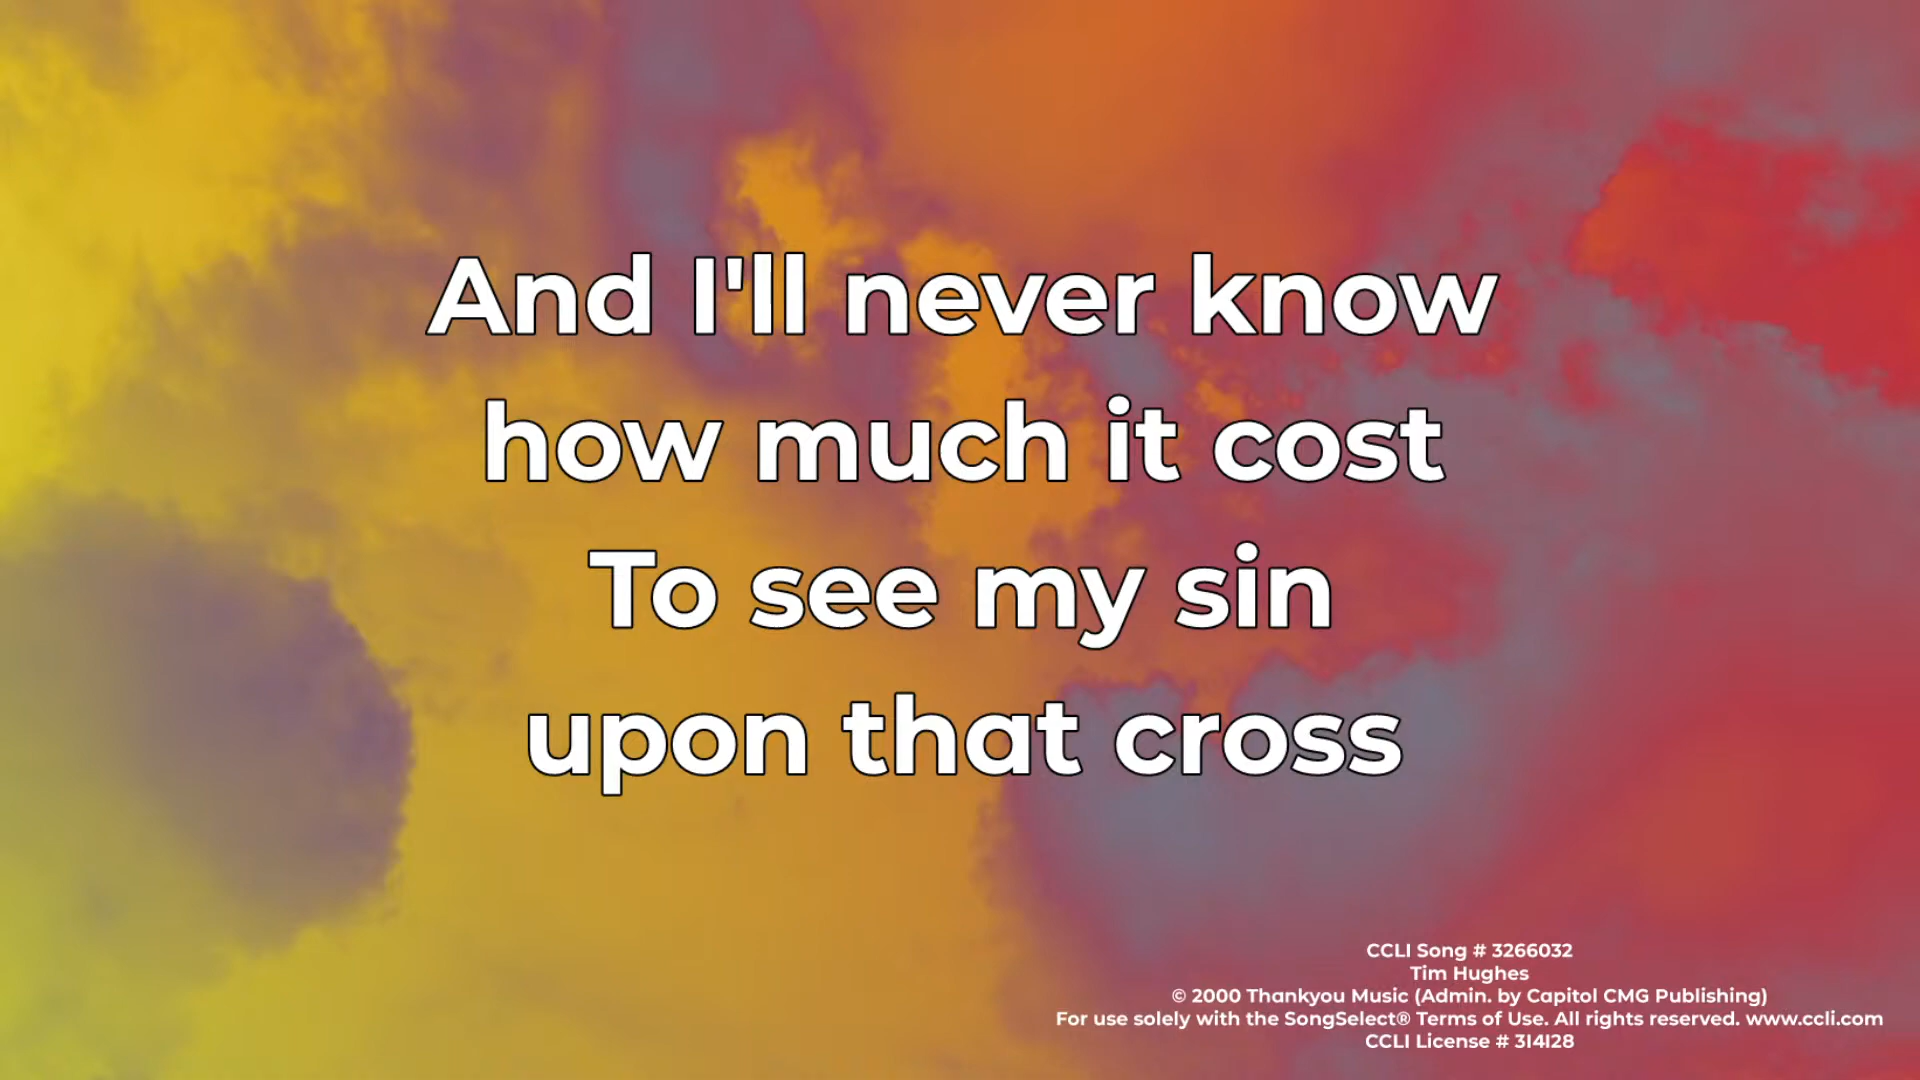 And I'll never know
how much it cost
To see my sin
upon that cross
CCLI Song # 3266032
Tim Hughes
© 2000 Thankyou Music (Admin. by Capitol CMG Publishing)
For use solely with the SongSelect® Terms of Use. All rights reserved. www.ccli.com
CCLI License # 314128